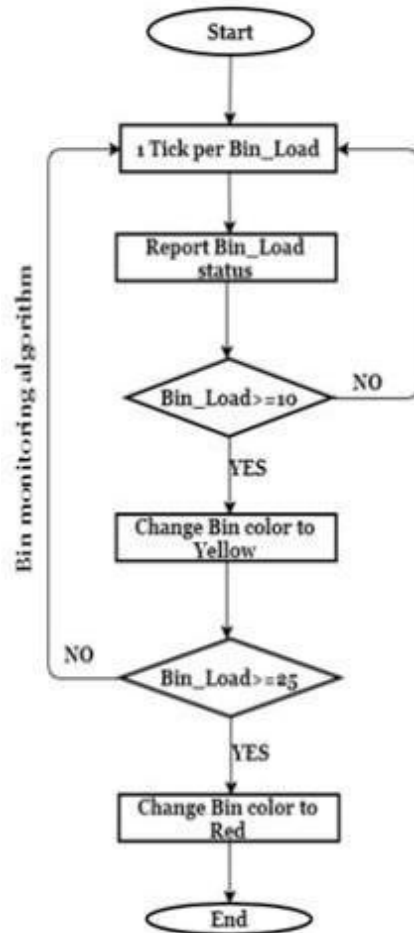 Start
1 Tick per Bin_Load
Report Bin_Load
status
Bin_Load>=10
NO
YES
Change Bin color to
Yellow
Bin monitoring algorithm
NO
Bin_Load>=25
YES
Change Bin color to
Red
End